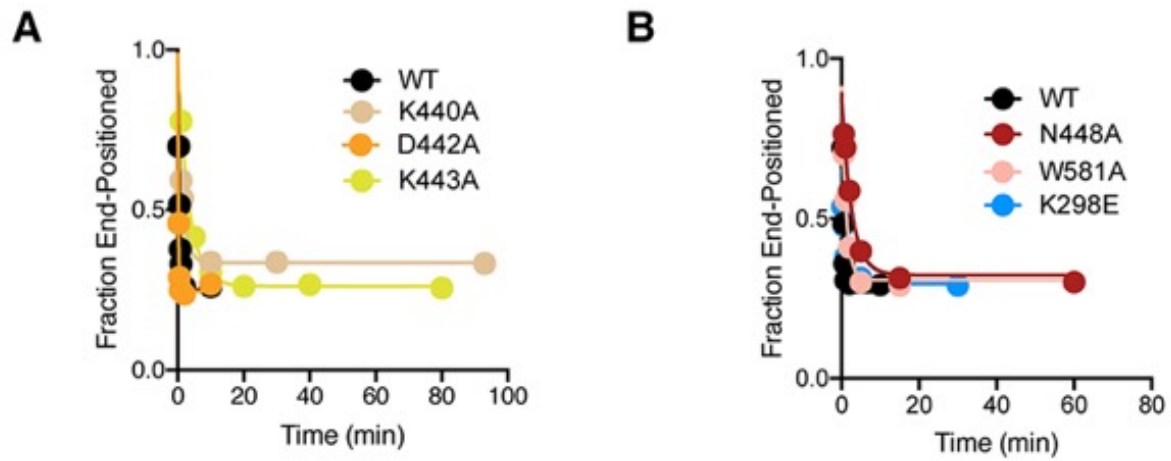 A
Fraction End-Positioned
1.0
0.5
0.0
0 20 40 60 80 100
Time (min)
WT
K440A
D442A
K443A
B
Fraction End-Positioned
1.0
0.5
0.0
0 20 40 60 80
Time (min)
WT
N448A
W581A
K298E